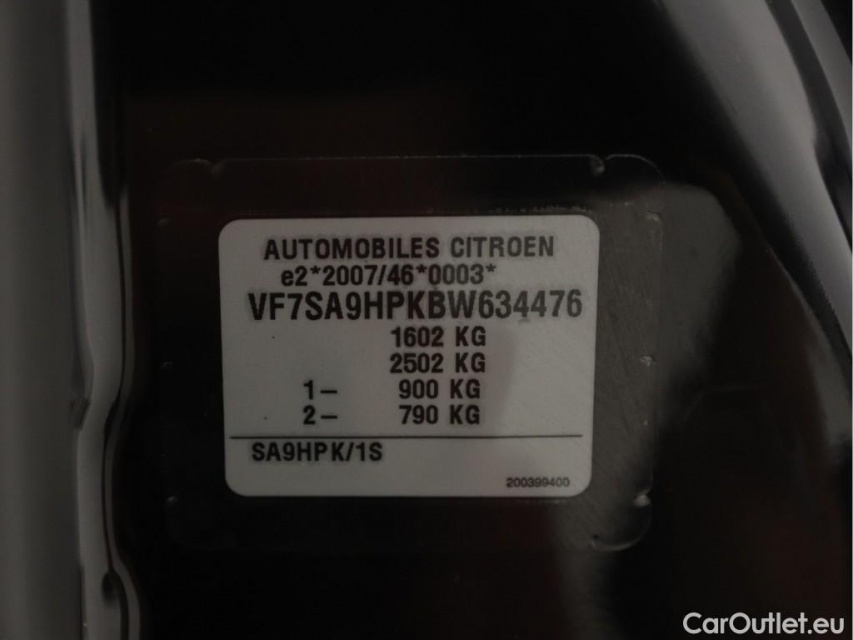 AUTOMOBILES CITROEN
e2*2007/46*0003*
VF7SA9HPKBW634476
1602 KG
2502 KG
1- 900 KG
2- 790 KG
SA9HPK/1S
200399400
CarOutlet.eu